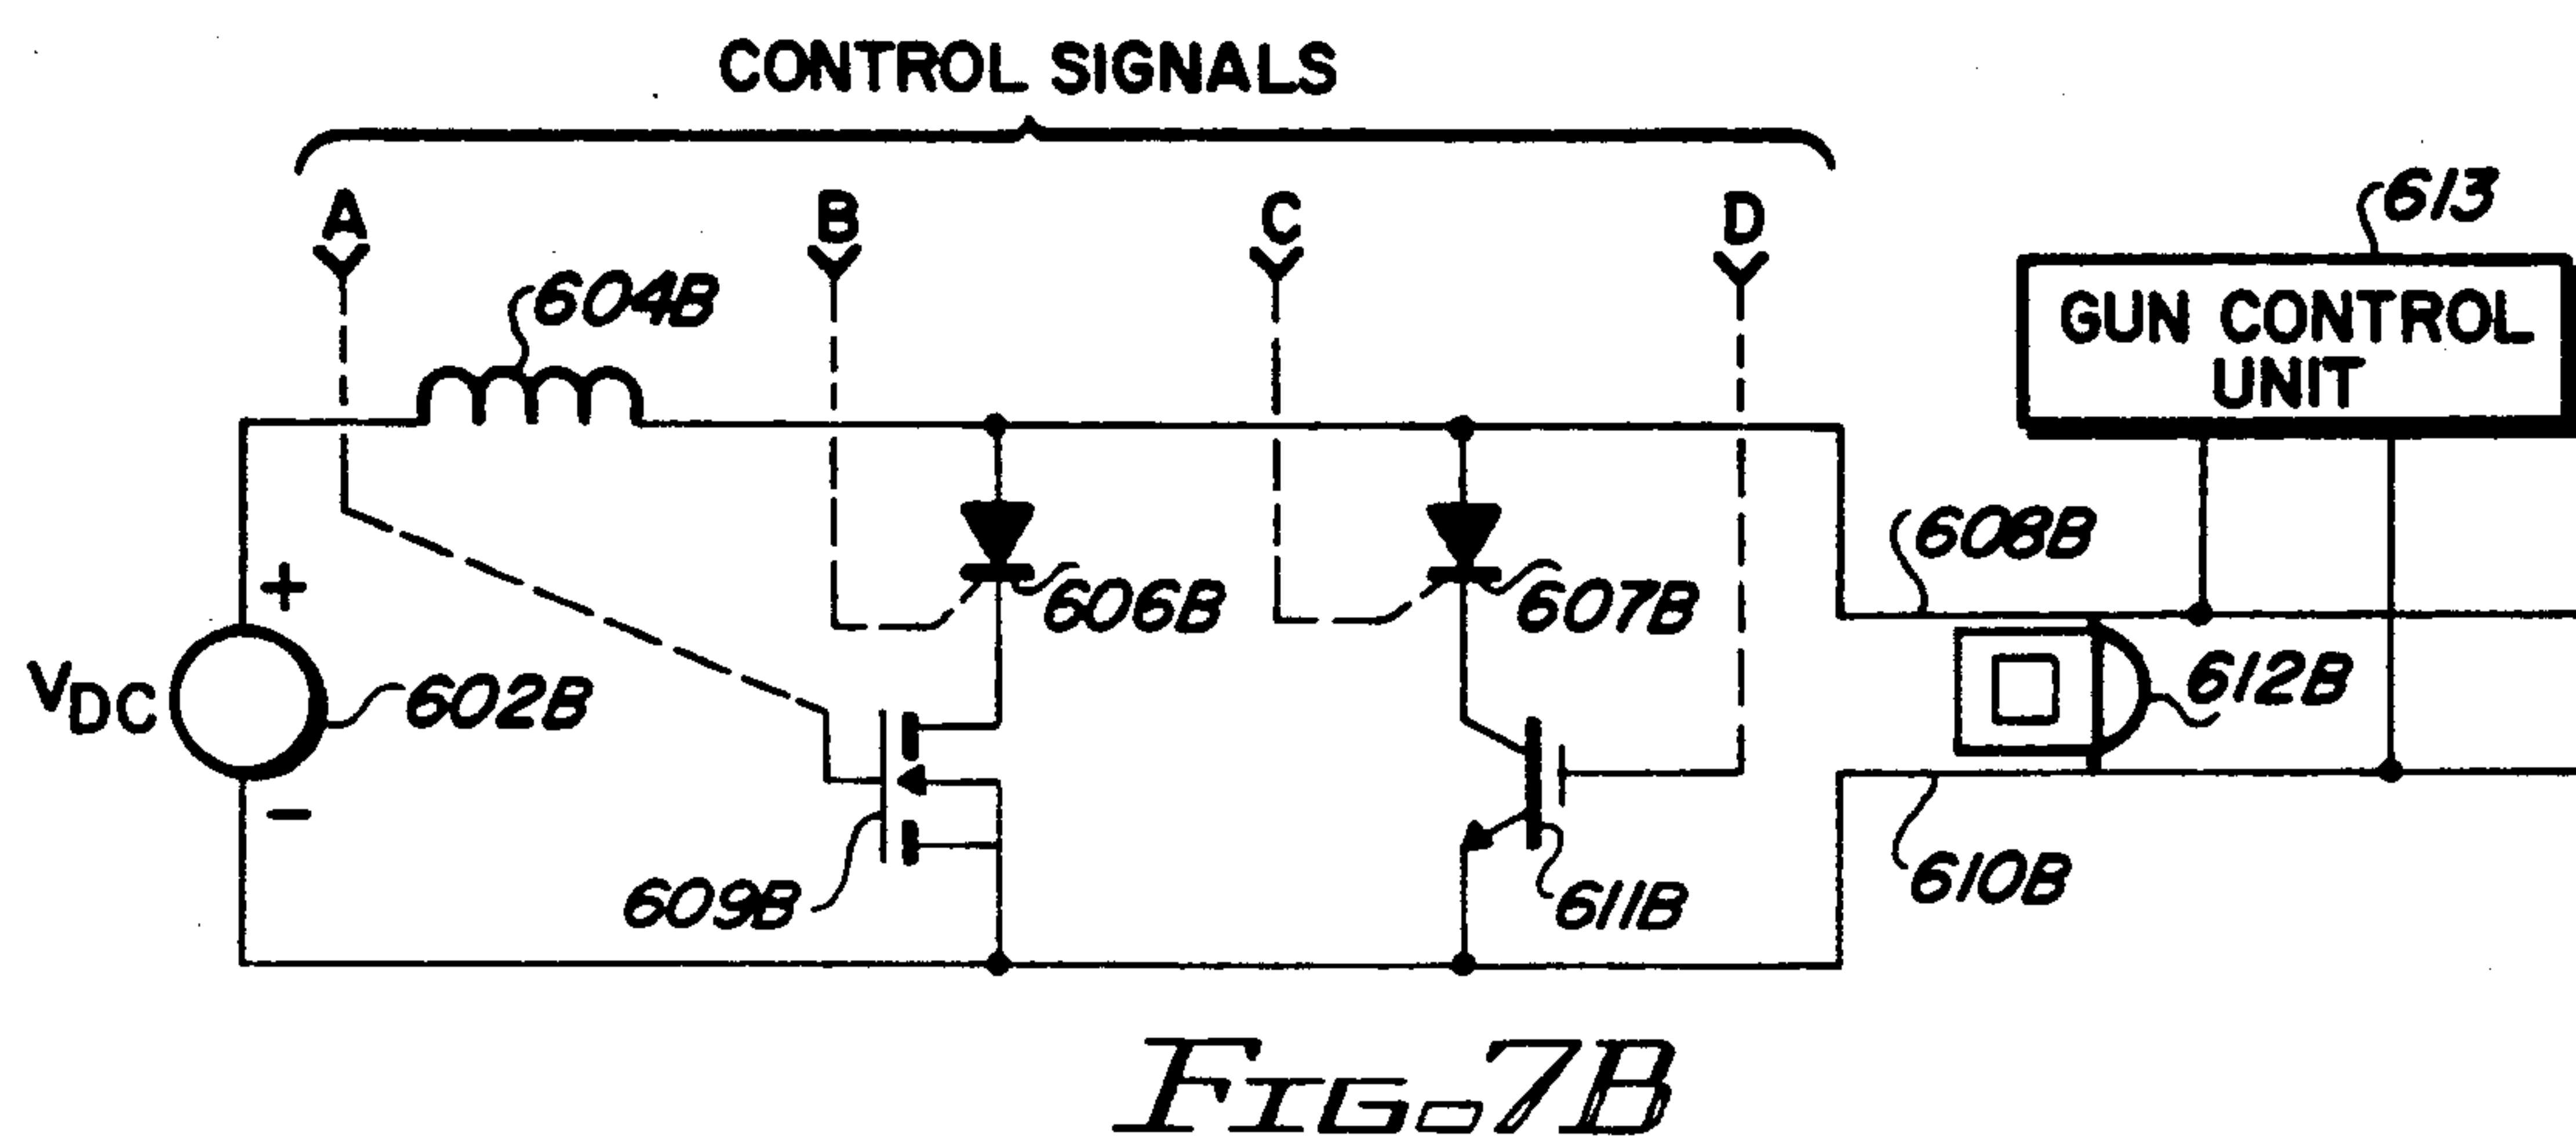 CONTROL SIGNALS
A B C D
613
604B
GUN CONTROL
UNIT
608B
606B
607B
+
VDC
602B
612B
−
609B
611B
610B
FIG. 7B